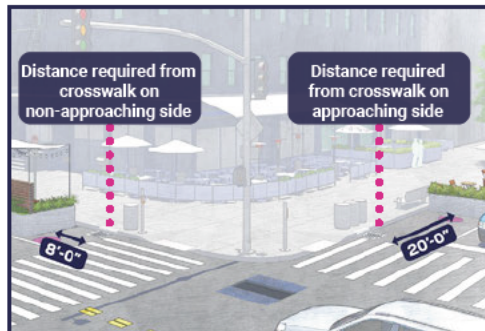 Distance required from
crosswalk on
non-approaching side
Distance required
from crosswalk on
approaching side
8'-0"
20'-0"